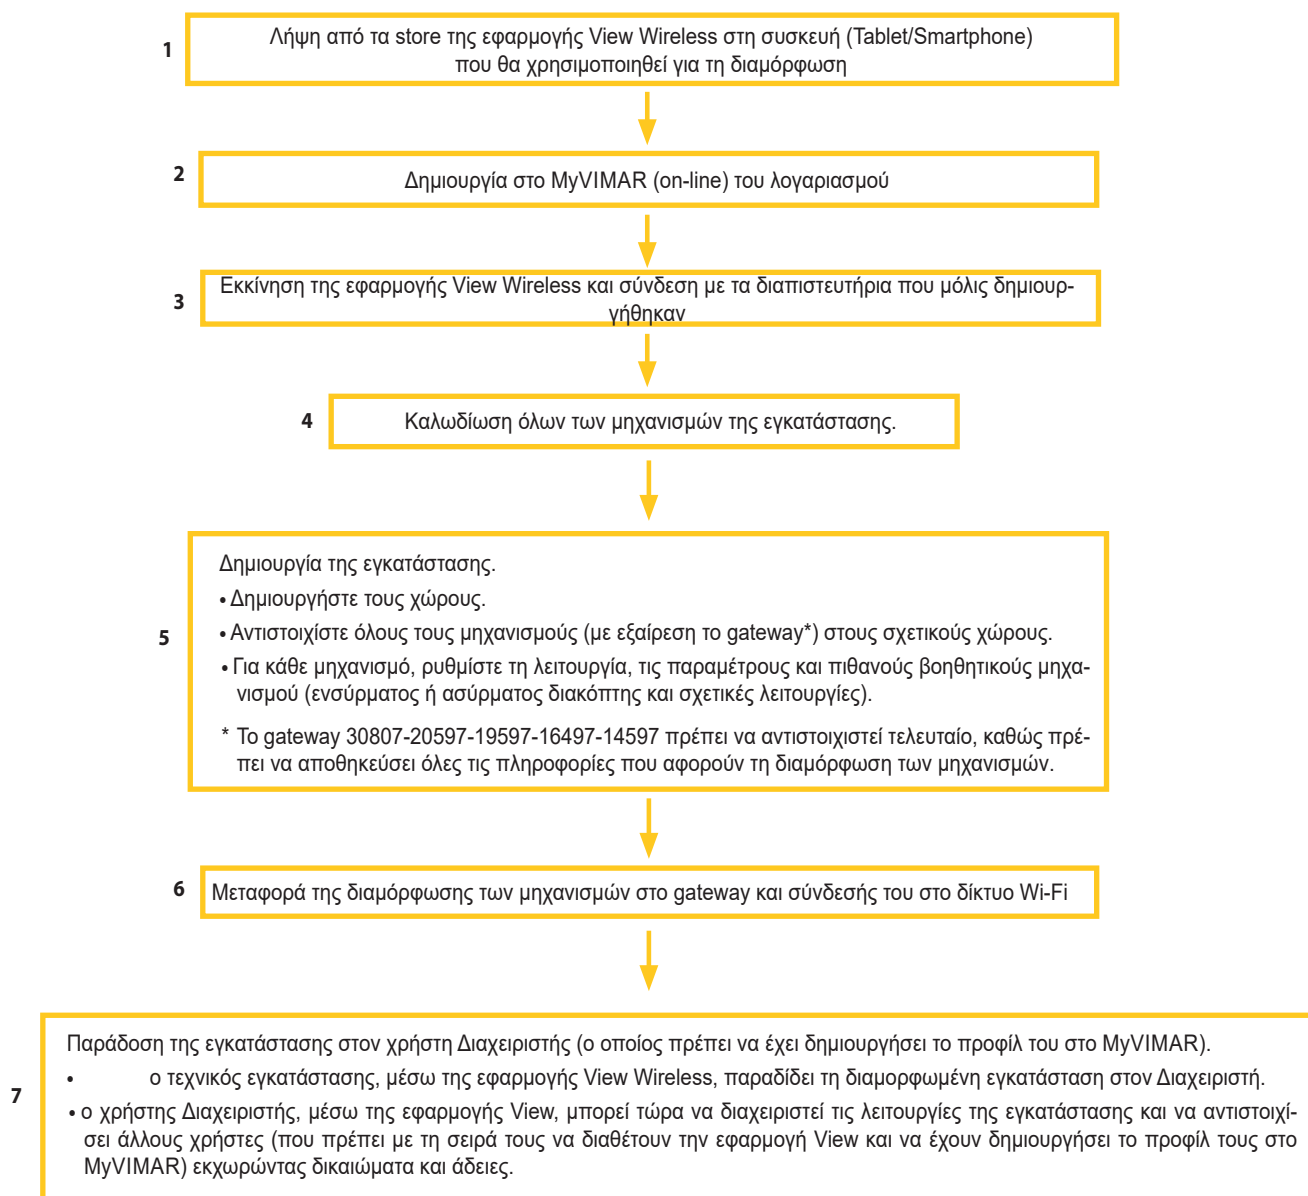 1
Λήψη από τα store της εφαρμογής View Wireless στη συσκευή (Tablet/Smartphone)
που θα χρησιμοποιηθεί για τη διαμόρφωση
2
Δημιουργία στο MyVIMAR (on-line) του λογαριασμού
3
Εκκίνηση της εφαρμογής View Wireless και σύνδεση με τα διαπιστευτήρια που μόλις δημιουρ-
γήθηκαν
4
Καλωδίωση όλων των μηχανισμών της εγκατάστασης.
5
Δημιουργία της εγκατάστασης.
• Δημιουργήστε τους χώρους.
• Αντιστοιχίστε όλους τους μηχανισμούς (με εξαίρεση το gateway*) στους σχετικούς χώρους.
• Για κάθε μηχανισμό, ρυθμίστε τη λειτουργία, τις παραμέτρους και πιθανούς βοηθητικούς μηχα-
νισμού (ενσύρματος ή ασύρματος διακόπτης και σχετικές λειτουργίες).
* Το gateway 30807-20597-19597-16497-14597 πρέπει να αντιστοιχιστεί τελευταίο, καθώς πρέ-
πει να αποθηκεύσει όλες τις πληροφορίες που αφορούν τη διαμόρφωση των μηχανισμών.
6
Μεταφορά της διαμόρφωσης των μηχανισμών στο gateway και σύνδεσής του στο δίκτυο Wi-Fi
7
Παράδοση της εγκατάστασης στον χρήστη Διαχειριστής (ο οποίος πρέπει να έχει δημιουργήσει το προφίλ του στο MyVIMAR).
• ο τεχνικός εγκατάστασης, μέσω της εφαρμογής View Wireless, παραδίδει τη διαμορφωμένη εγκατάσταση στον Διαχειριστή.
• ο χρήστης Διαχειριστής, μέσω της εφαρμογής View, μπορεί τώρα να διαχειριστεί τις λειτουργίες της εγκατάστασης και να αντιστοιχί-
σει άλλους χρήστες (που πρέπει με τη σειρά τους να διαθέτουν την εφαρμογή View και να έχουν δημιουργήσει το προφίλ τους στο
MyVIMAR) εκχωρώντας δικαιώματα και άδειες.